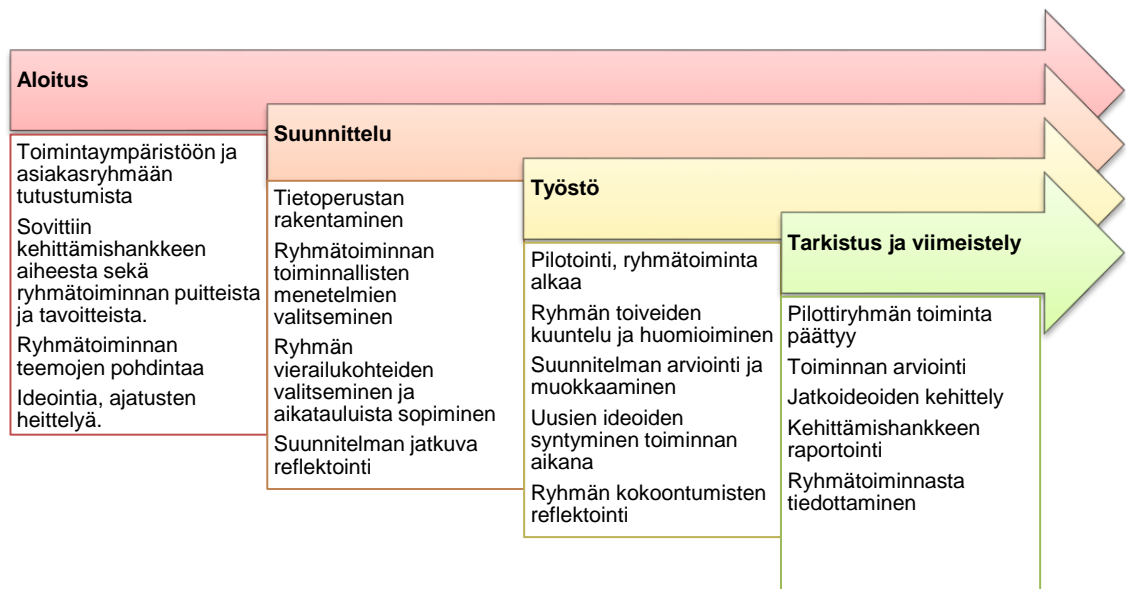 Aloitus
Toimintaympäristöön ja
asiakasryhmään
tutustumista
Sovittiin
kehittämishankkeen
aiheesta sekä
ryhmätoiminnan puitteista
ja tavoitteista.
Ryhmätoiminnan
teemojen pohdintaa
Ideointia, ajatusten
heittelyä.
Suunnittelu
Tietoperustan
rakentaminen
Ryhmätoiminnan
toiminnallisten
menetelmien
valitseminen
Ryhmän
vierailukohteiden
valitseminen ja
aikatauluista sopiminen
Suunnitelman jatkuva
reflektointi
Työstö
Pilotointi, ryhmätoiminta
alkaa
Ryhmän toiveiden
kuuntelu ja huomioiminen
Suunnitelman arviointi ja
muokkaaminen
Uusien ideoiden
syntyminen toiminnan
aikana
Ryhmän kokoontumisten
reflektointi
Tarkistus ja viimeistely
Pilottiryhmän toiminta
päättyy
Toiminnan arviointi
Jatkoideoiden kehittely
Kehittämishankkeen
raportointi
Ryhmätoiminnasta
tiedottaminen